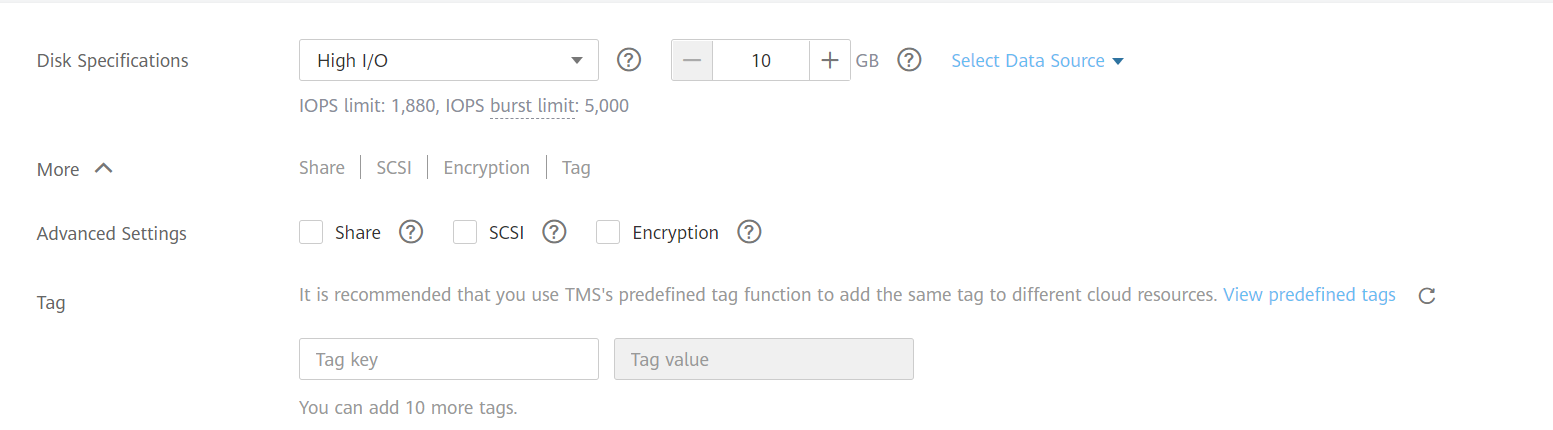 Disk Specifications High I/O ? — 10 + GB ? Select Data Source
IOPS limit: 1,880, IOPS burst limit: 5,000
More Share | SCSI | Encryption | Tag
Advanced Settings Share ? SCSI ? Encryption ?
Tag It is recommended that you use TMS's predefined tag function to add the same tag to different cloud resources. View predefined tags
Tag key Tag value
You can add 10 more tags.